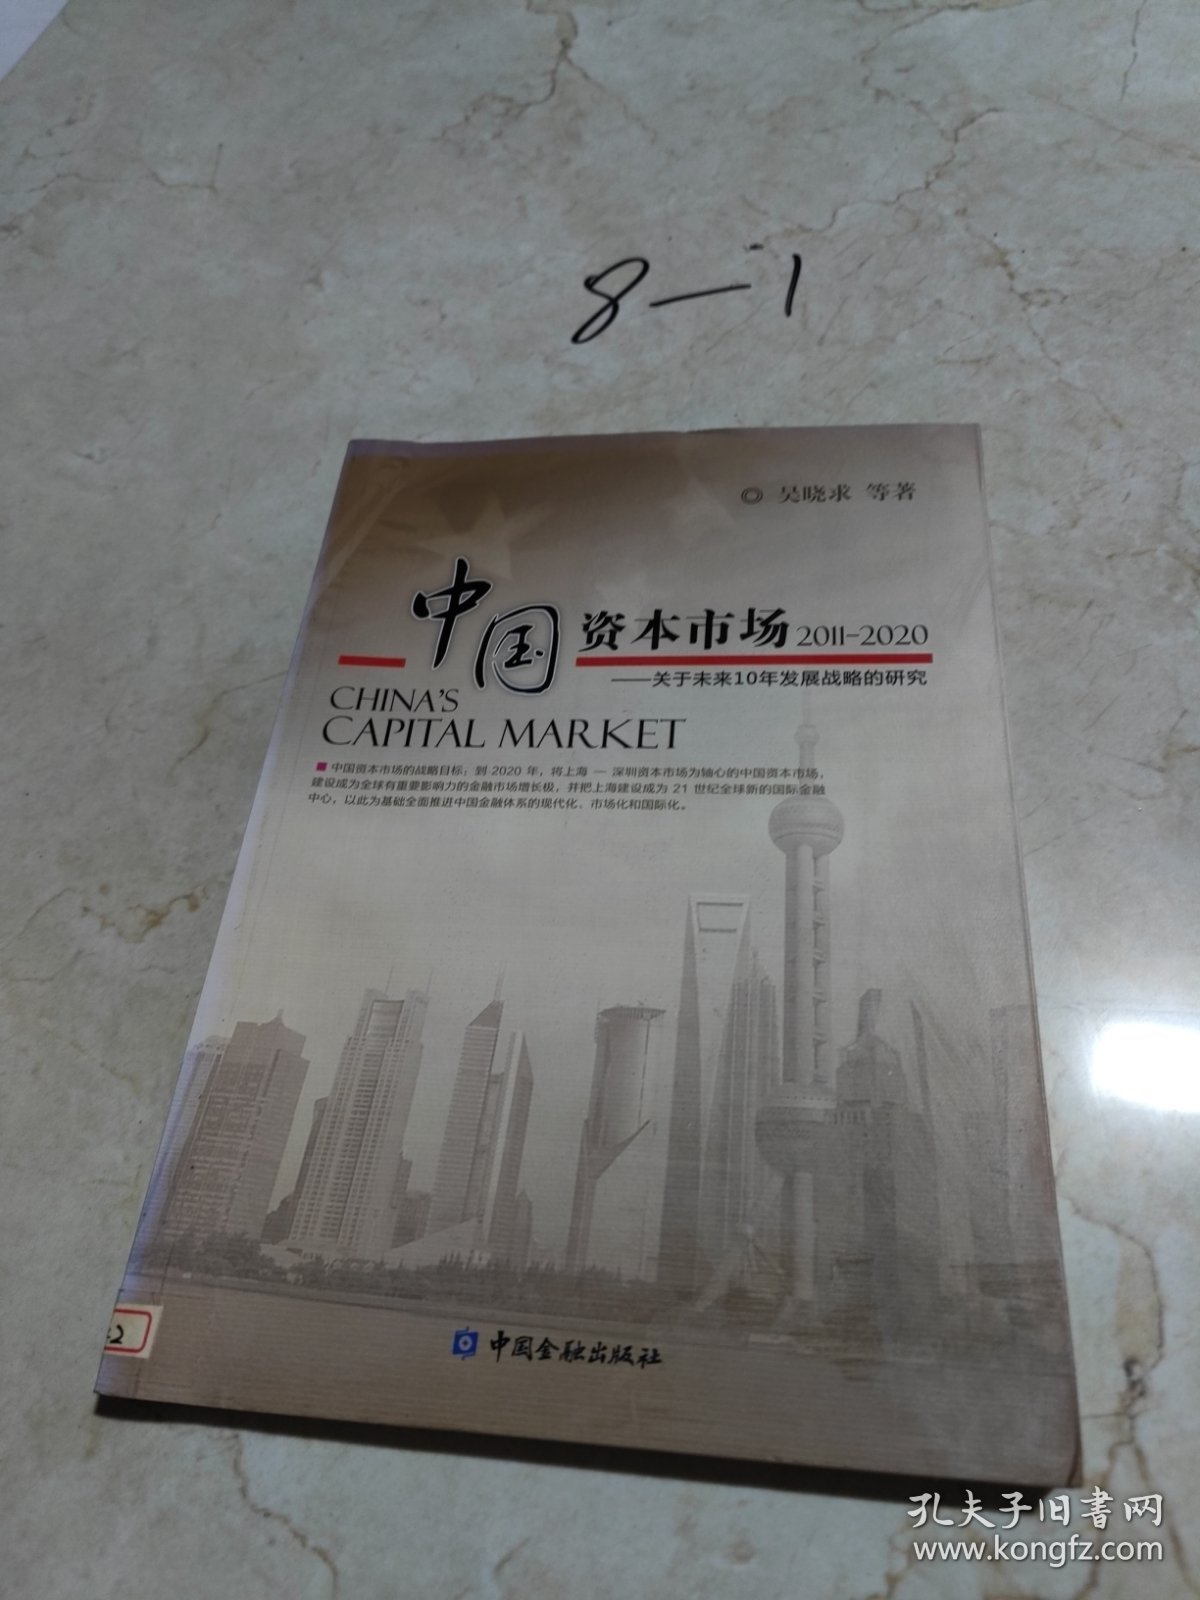 8—1
◎ 吴晓求 等著
中国 资本市场 2011-2020
——关于未来10年发展战略的研究
CHINA'S
CAPITAL MARKET
■ 中国资本市场的战略目标：到 2020 年，将上海 — 深圳资本市场为轴心的中国资本市场，
建设成为全球有重要影响力的金融市场增长极，并把上海建设成为 21 世纪全球新的国际金融
中心，以此为基础全面推进中国金融体系的现代化、市场化和国际化。
中国金融出版社
孔夫子旧书网
www.kongfz.com